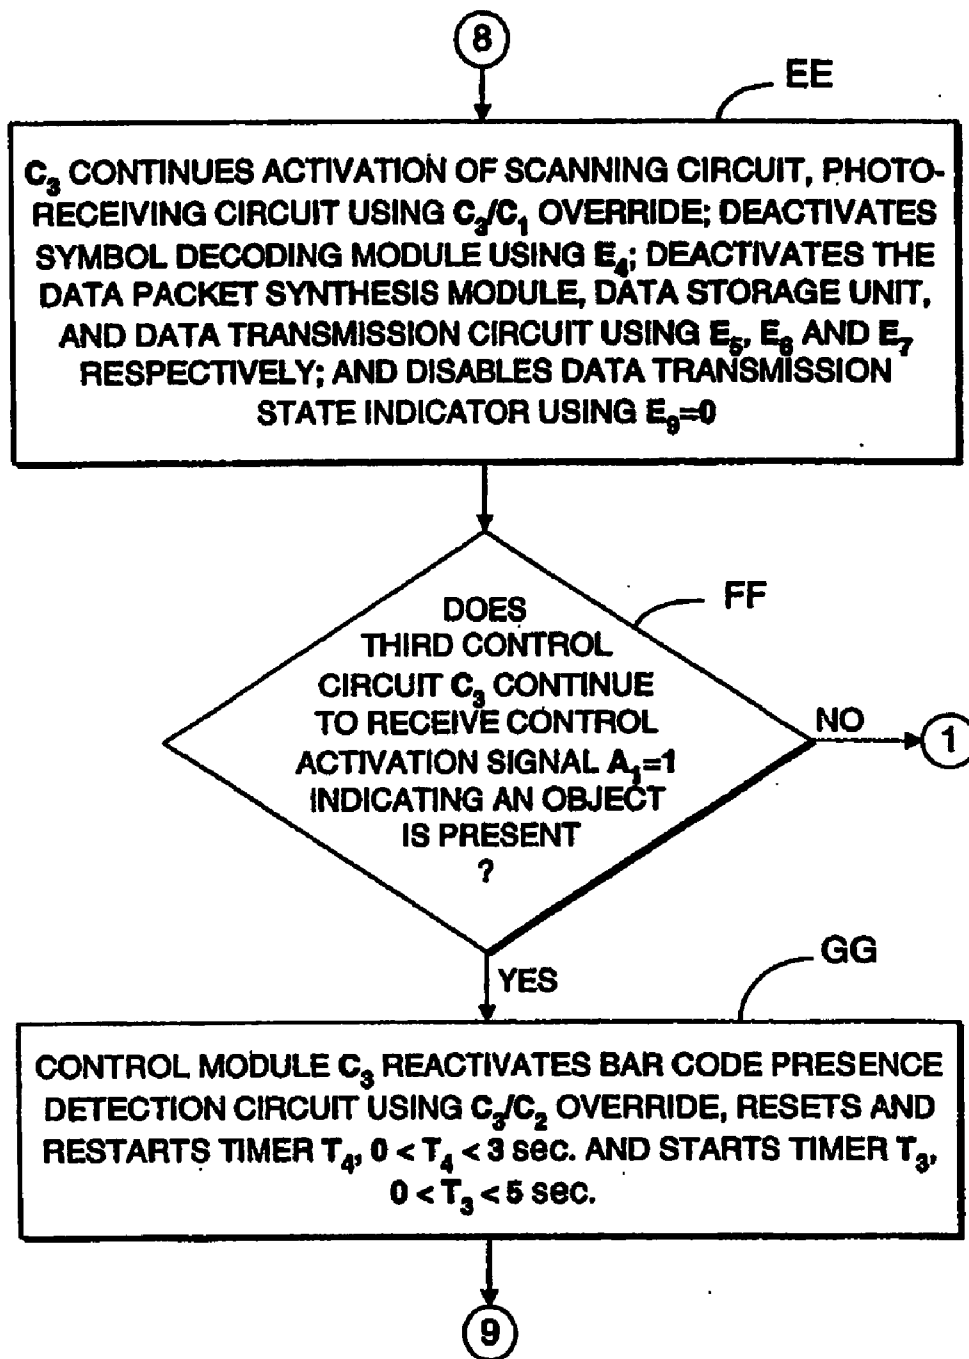 8
EE
C3 CONTINUES ACTIVATION OF SCANNING CIRCUIT, PHOTO-
RECEIVING CIRCUIT USING C3/C1 OVERRIDE; DEACTIVATES
SYMBOL DECODING MODULE USING E4; DEACTIVATES THE
DATA PACKET SYNTHESIS MODULE, DATA STORAGE UNIT,
AND DATA TRANSMISSION CIRCUIT USING E5, E6 AND E7
RESPECTIVELY; AND DISABLES DATA TRANSMISSION
STATE INDICATOR USING E9=0
FF
DOES
THIRD CONTROL
CIRCUIT C3 CONTINUE
TO RECEIVE CONTROL
ACTIVATION SIGNAL A1=1
INDICATING AN OBJECT
IS PRESENT
?
NO
1
YES
GG
CONTROL MODULE C3 REACTIVATES BAR CODE PRESENCE
DETECTION CIRCUIT USING C3/C2 OVERRIDE, RESETS AND
RESTARTS TIMER T4, 0 < T4 < 3 sec. AND STARTS TIMER T3,
0 < T3 < 5 sec.
9